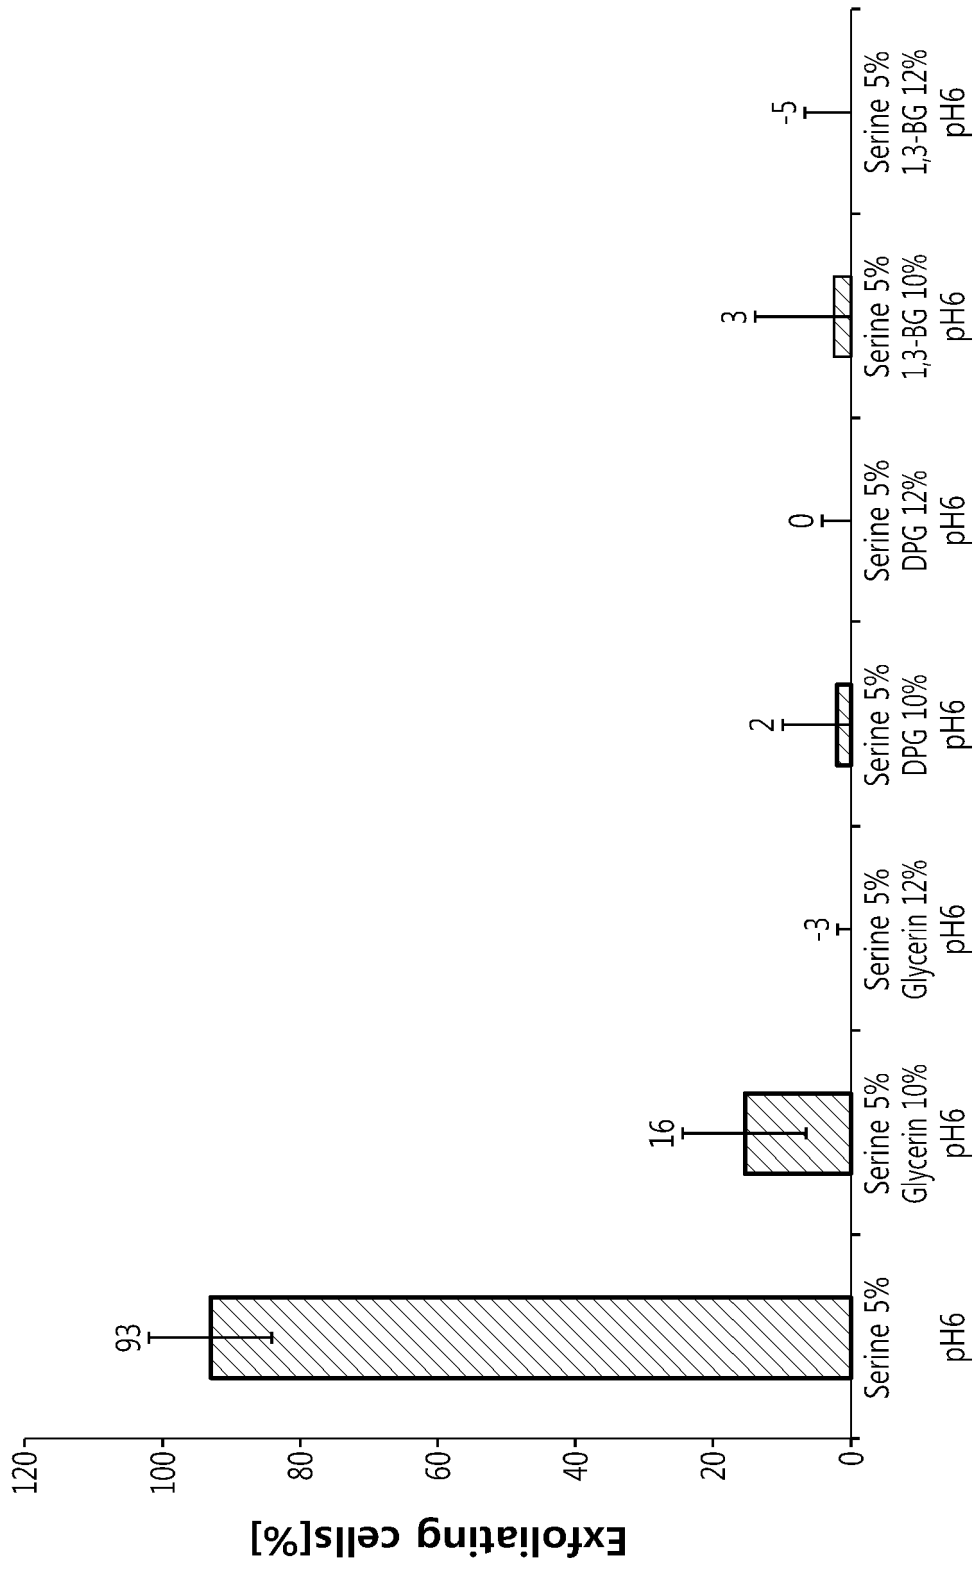 Exfoliating cells[%]
120
100
80
60
40
20
0
93
16
-3
2
0
3
-5
Serine 5%
pH6
Serine 5%
Glycerin 10%
pH6
Serine 5%
Glycerin 12%
pH6
Serine 5%
DPG 10%
pH6
Serine 5%
DPG 12%
pH6
Serine 5%
1,3-BG 10%
pH6
Serine 5%
1,3-BG 12%
pH6